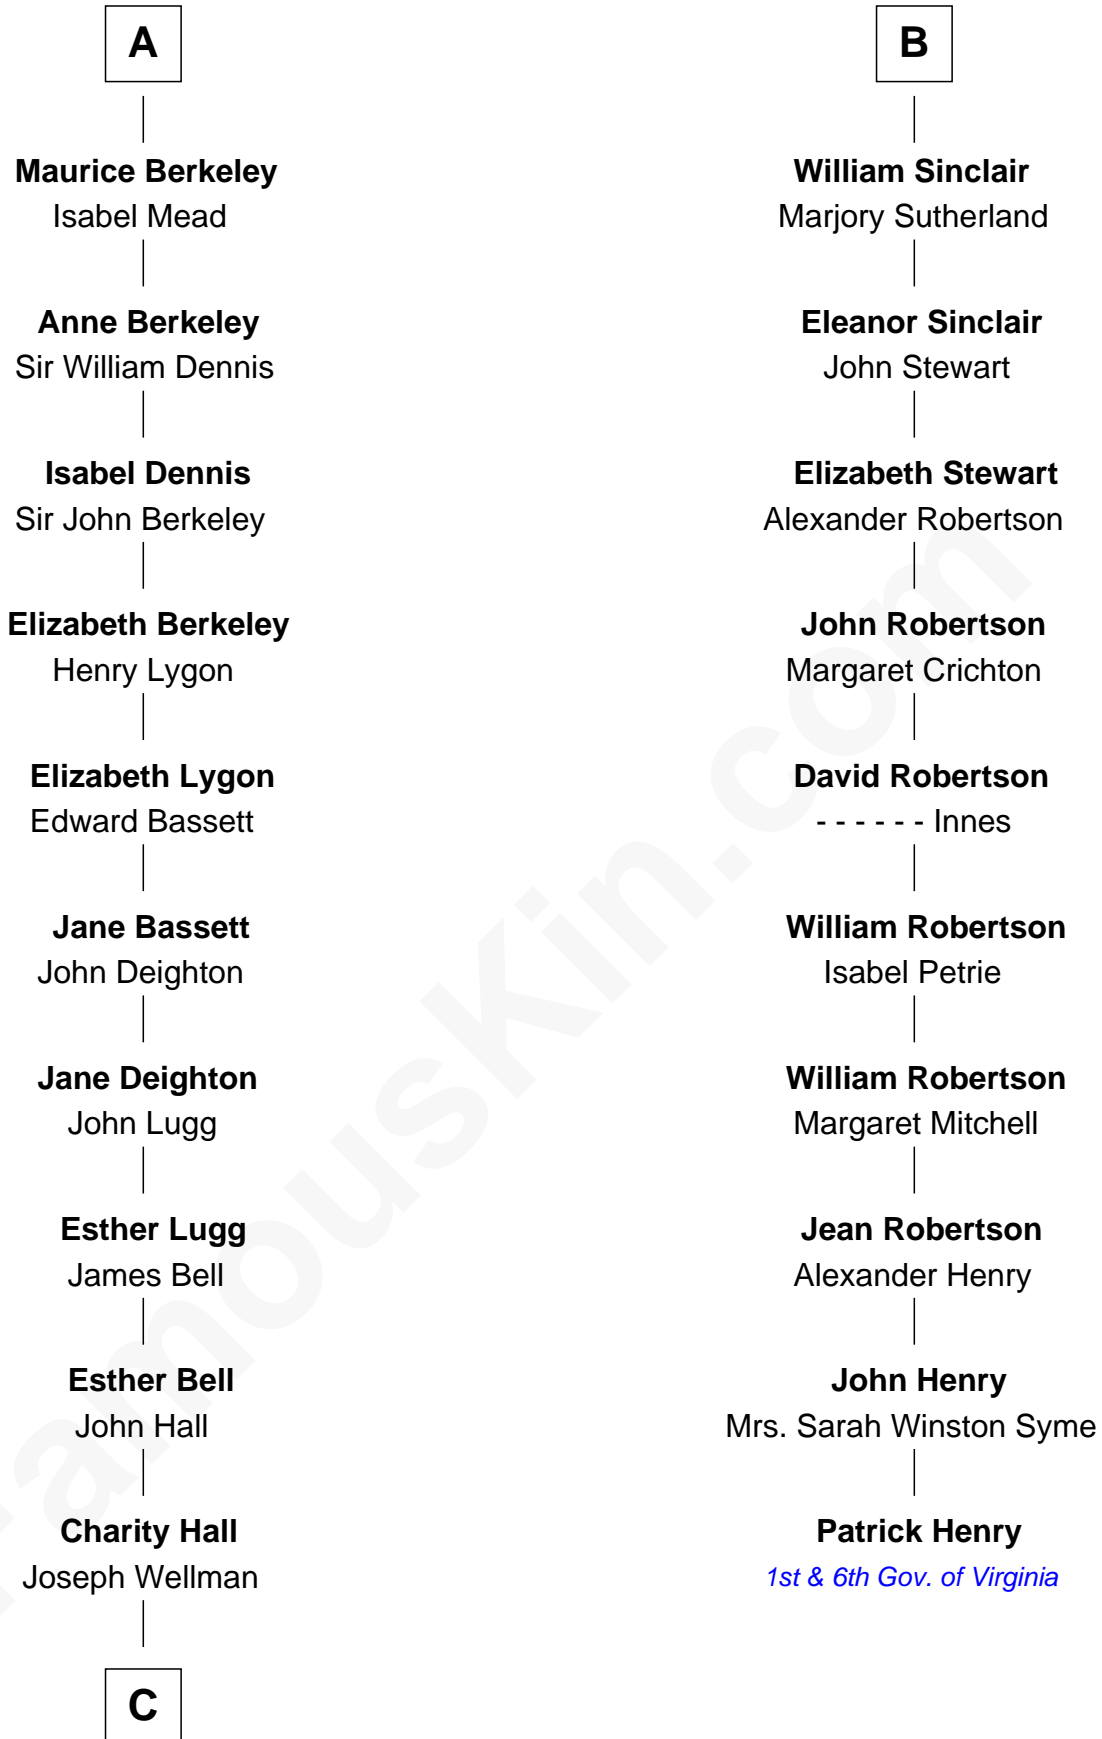 A
Maurice Berkeley
Isabel Mead
Anne Berkeley
Sir William Dennis
Isabel Dennis
Sir John Berkeley
Elizabeth Berkeley
Henry Lygon
Elizabeth Lygon
Edward Bassett
Jane Bassett
John Deighton
Jane Deighton
John Lugg
Esther Lugg
James Bell
Esther Bell
John Hall
Charity Hall
Joseph Wellman
C
B
William Sinclair
Marjory Sutherland
Eleanor Sinclair
John Stewart
Elizabeth Stewart
Alexander Robertson
John Robertson
Margaret Crichton
David Robertson
- - - - - - Innes
William Robertson
Isabel Petrie
William Robertson
Margaret Mitchell
Jean Robertson
Alexander Henry
John Henry
Mrs. Sarah Winston Syme
Patrick Henry
1st & 6th Gov. of Virginia
FamousKin.com